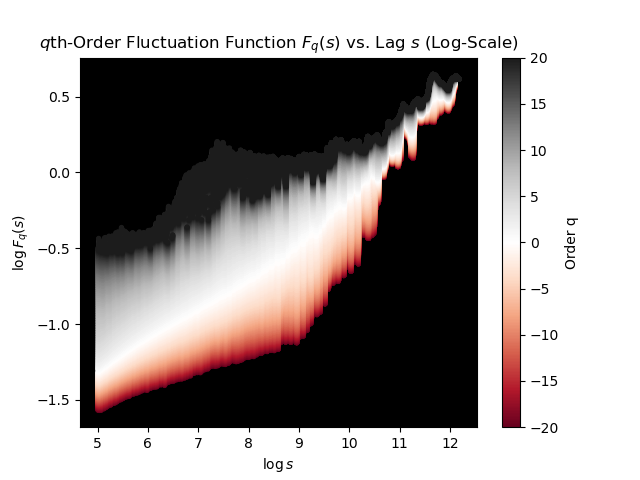 qth-Order Fluctuation Function F_q(s) vs. Lag s (Log-Scale)
log F_q(s)
0.5
0.0
−0.5
−1.0
−1.5
5 6 7 8 9 10 11 12
log s
20
15
10
5
0
−5
−10
−15
−20
Order q